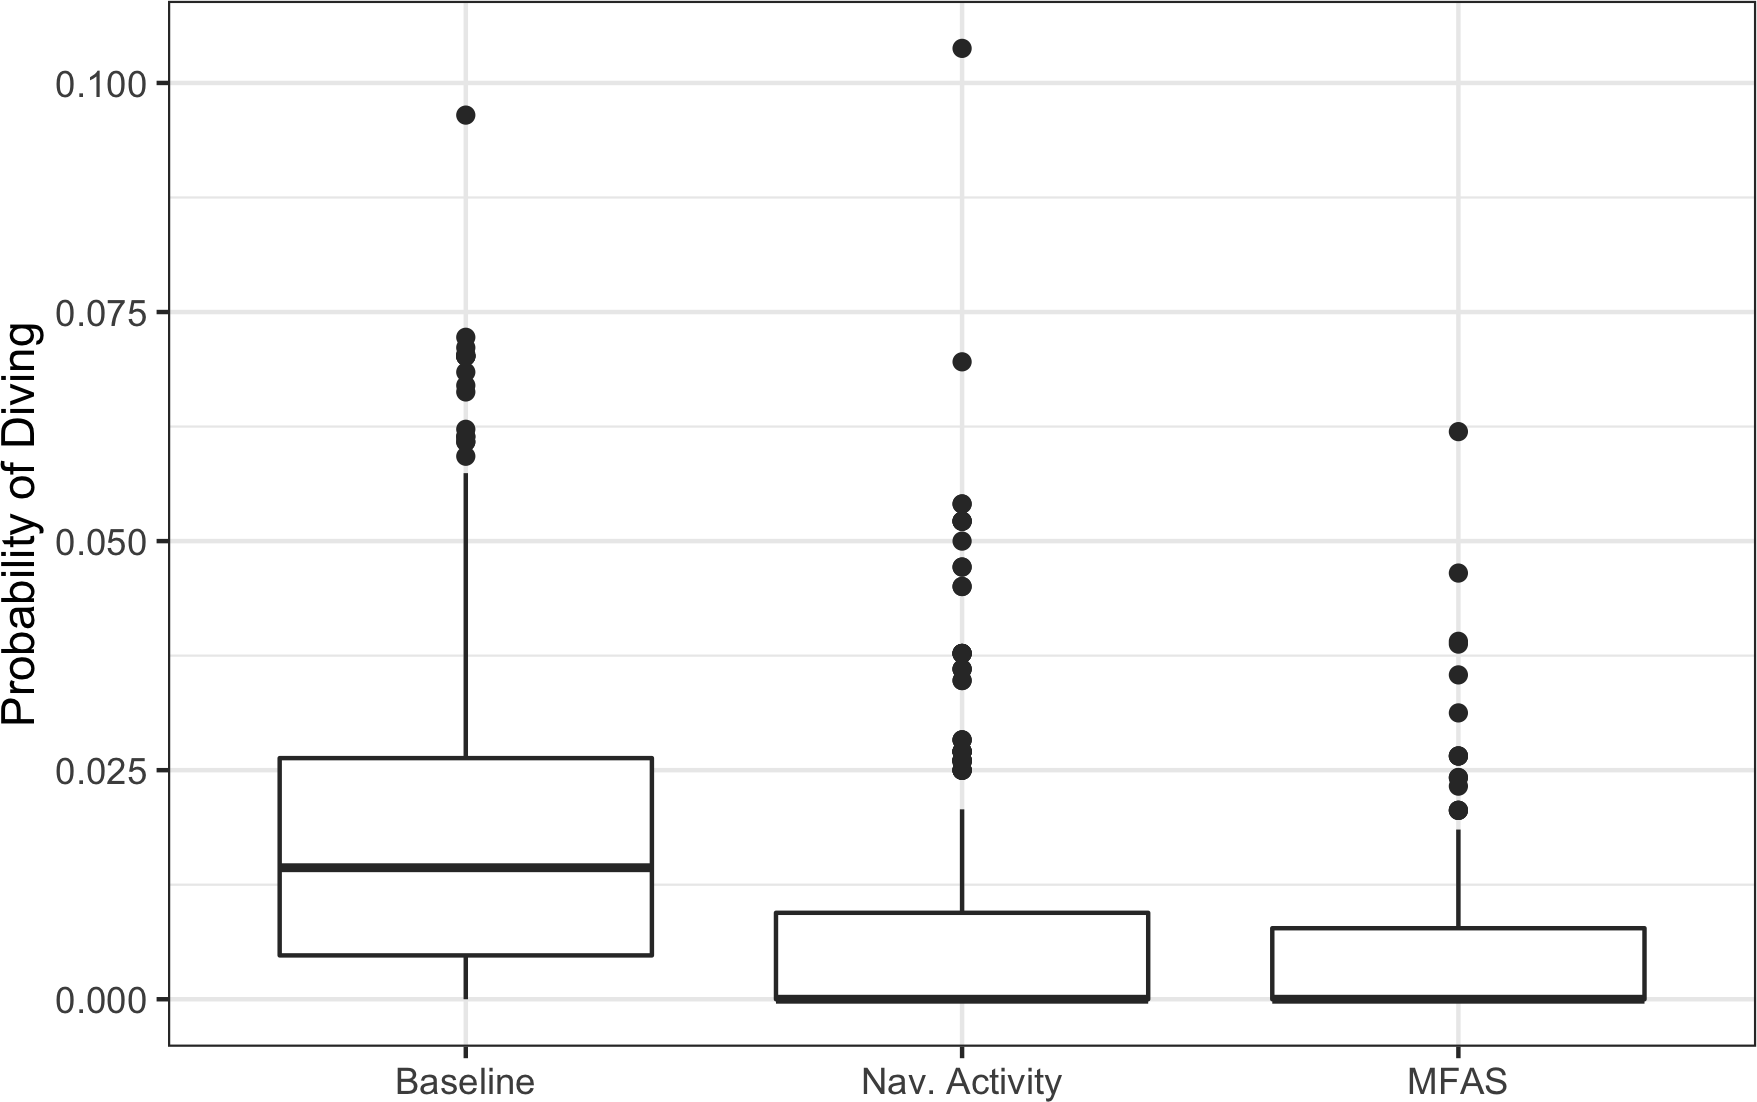 Probability of Diving
0.100
0.075
0.050
0.025
0.000
Baseline
Nav. Activity
MFAS